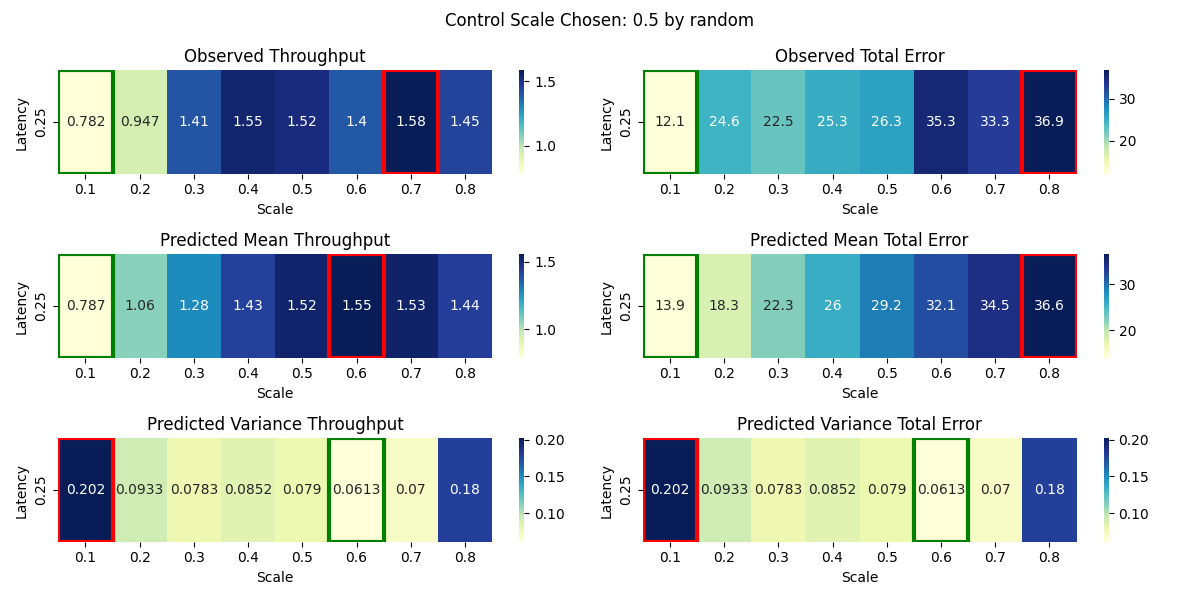 Control Scale Chosen: 0.5 by random
Observed Throughput
Latency
0.25
0.782 0.947 1.41 1.55 1.52 1.4 1.58 1.45
1.5
1.0
0.1 0.2 0.3 0.4 0.5 0.6 0.7 0.8
Scale
Observed Total Error
Latency
0.25
12.1 24.6 22.5 25.3 26.3 35.3 33.3 36.9
30
20
0.1 0.2 0.3 0.4 0.5 0.6 0.7 0.8
Scale
Predicted Mean Throughput
Latency
0.25
0.787 1.06 1.28 1.43 1.52 1.55 1.53 1.44
1.5
1.0
0.1 0.2 0.3 0.4 0.5 0.6 0.7 0.8
Scale
Predicted Mean Total Error
Latency
0.25
13.9 18.3 22.3 26 29.2 32.1 34.5 36.6
30
20
0.1 0.2 0.3 0.4 0.5 0.6 0.7 0.8
Scale
Predicted Variance Throughput
Latency
0.25
0.202 0.0933 0.0783 0.0852 0.079 0.0613 0.07 0.18
0.20
0.15
0.10
0.1 0.2 0.3 0.4 0.5 0.6 0.7 0.8
Scale
Predicted Variance Total Error
Latency
0.25
0.202 0.0933 0.0783 0.0852 0.079 0.0613 0.07 0.18
0.20
0.15
0.10
0.1 0.2 0.3 0.4 0.5 0.6 0.7 0.8
Scale